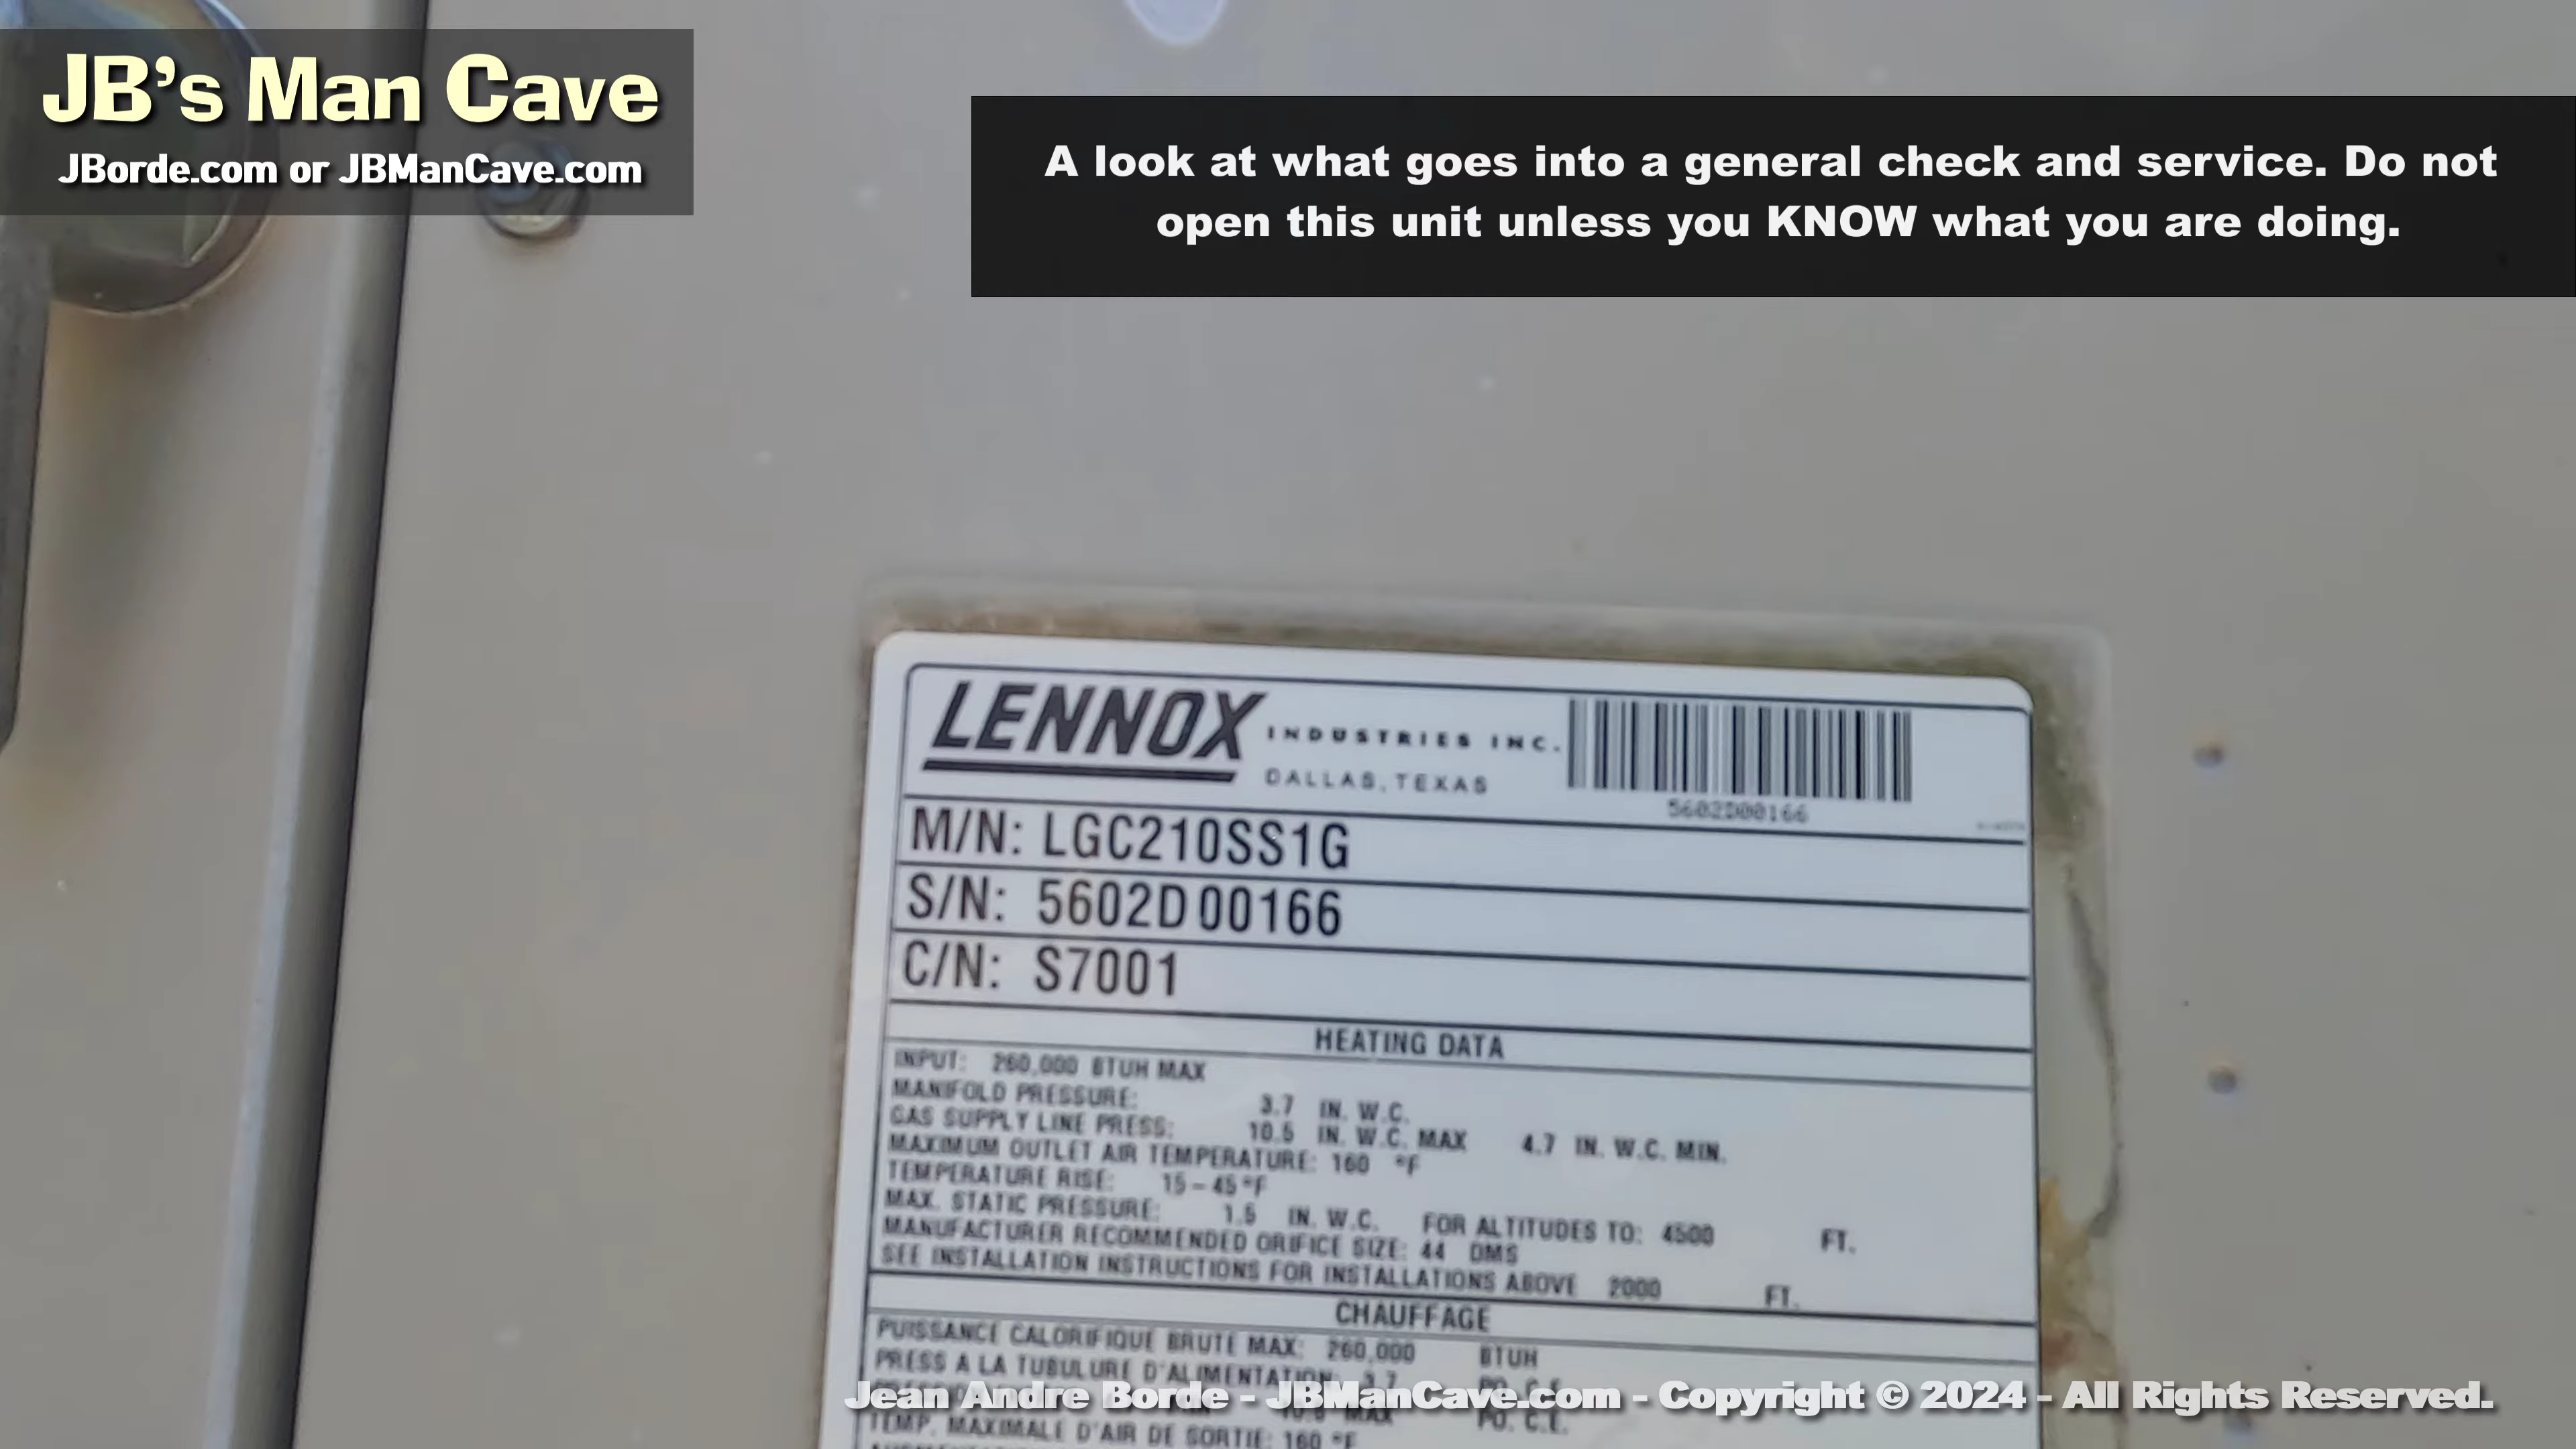 JB's Man Cave
JBorde.com or JBManCave.com
A look at what goes into a general check and service. Do not
open this unit unless you KNOW what you are doing.
LENNOX INDUSTRIES INC.
DALLAS, TEXAS
5602D00166
M/N: LGC210SS1G
S/N: 5602D00166
C/N: S7001
HEATING DATA
INPUT: 260,000 BTUH MAX
MANIFOLD PRESSURE: 3.7 IN. W.C.
GAS SUPPLY LINE PRESS: 10.5 IN. W.C. MAX 4.7 IN. W.C. MIN.
MAXIMUM OUTLET AIR TEMPERATURE: 160 °F
TEMPERATURE RISE: 15-45 °F
MAX. STATIC PRESSURE: 1.5 IN. W.C. FOR ALTITUDES TO: 4500 FT.
MANUFACTURER RECOMMENDED ORIFICE SIZE: 44 DMS
SEE INSTALLATION INSTRUCTIONS FOR INSTALLATIONS ABOVE 2000 FT.
CHAUFFAGE
PUISSANCE CALORIFIQUE BRUTE MAX: 260,000 BTUH
PRESS A LA TUBULURE D'ALIMENTATION: 3.7 PO. C.E.
MAX PO. C.E.
Jean Andre Borde - JBManCave.com - Copyright © 2024 - All Rights Reserved.
TEMP. MAXIMALE D'AIR DE SORTIE: 160 °F